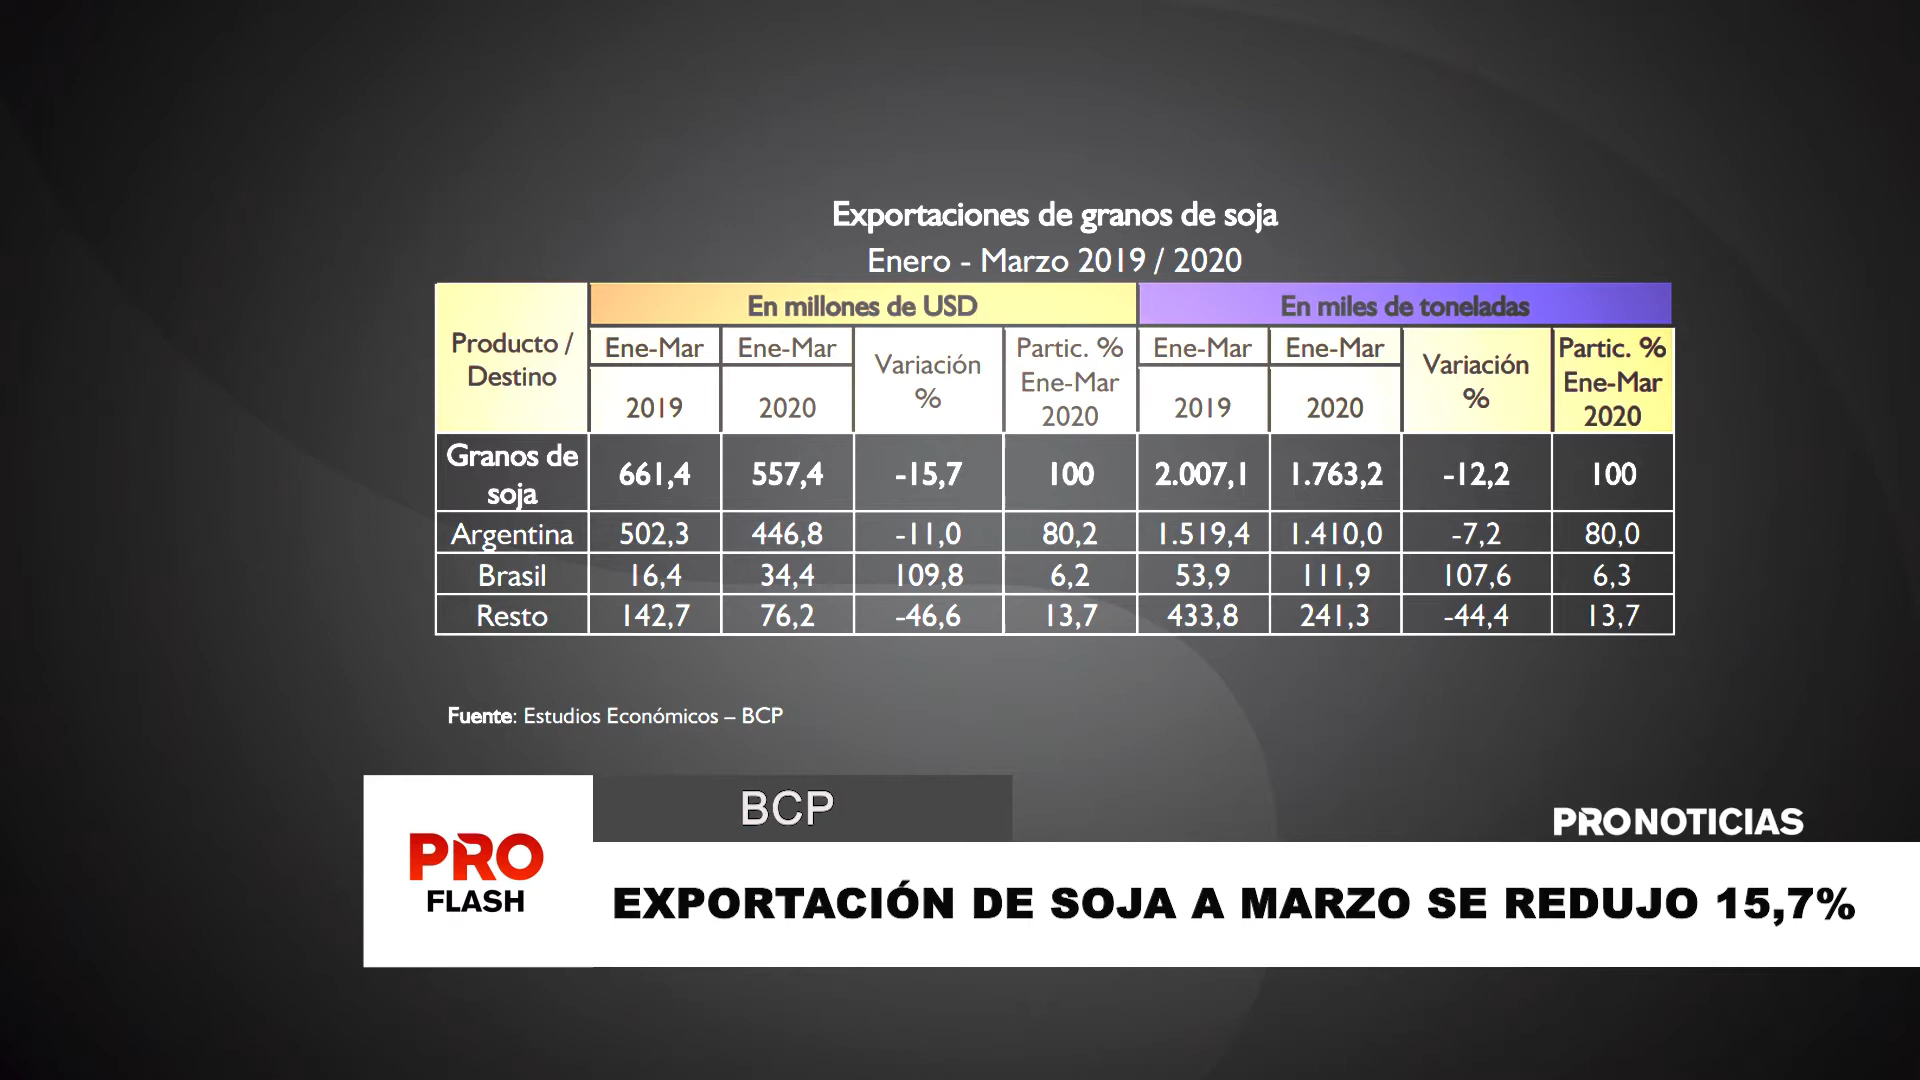 Exportaciones de granos de soja
Enero - Marzo 2019 / 2020
Producto / Destino
En millones de USD
En miles de toneladas
Ene-Mar 2019
Ene-Mar 2020
Variación %
Partic. % Ene-Mar 2020
Ene-Mar 2019
Ene-Mar 2020
Variación %
Partic. % Ene-Mar 2020
Granos de soja 661,4 557,4 -15,7 100 2.007,1 1.763,2 -12,2 100
Argentina 502,3 446,8 -11,0 80,2 1.519,4 1.410,0 -7,2 80,0
Brasil 16,4 34,4 109,8 6,2 53,9 111,9 107,6 6,3
Resto 142,7 76,2 -46,6 13,7 433,8 241,3 -44,4 13,7
Fuente: Estudios Económicos – BCP
BCP
PRONOTICIAS
PRO
FLASH
EXPORTACIÓN DE SOJA A MARZO SE REDUJO 15,7%